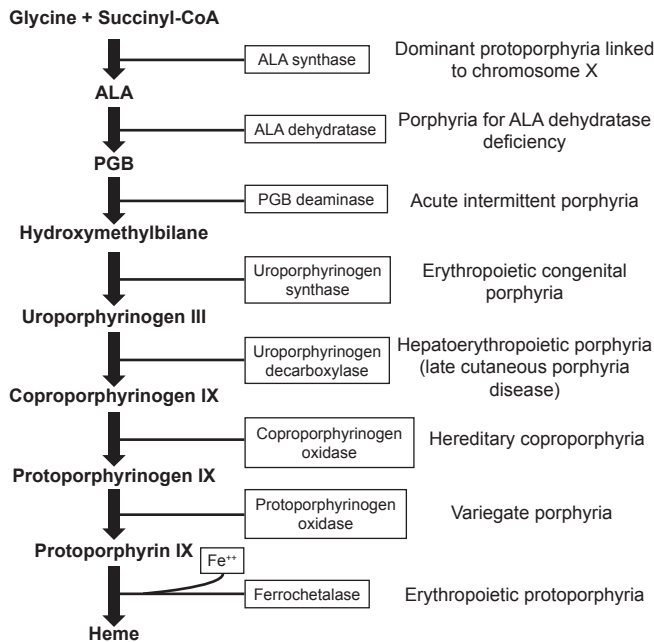 Glycine + Succinyl-CoA
ALA synthase
Dominant protoporphyria linked
to chromosome X
ALA
ALA dehydratase
Porphyria for ALA dehydratase
deficiency
PGB
PGB deaminase
Acute intermittent porphyria
Hydroxymethylbilane
Uroporphyrinogen
synthase
Erythropoietic congenital
porphyria
Uroporphyrinogen III
Uroporphyrinogen
decarboxylase
Hepatoerythropoietic porphyria
(late cutaneous porphyria
disease)
Coproporphyrinogen IX
Coproporphyrinogen
oxidase
Hereditary coproporphyria
Protoporphyrinogen IX
Protoporphyrinogen
oxidase
Variegate porphyria
Protoporphyrin IX
Fe⁺⁺
Ferrochetalase
Erythropoietic protoporphyria
Heme